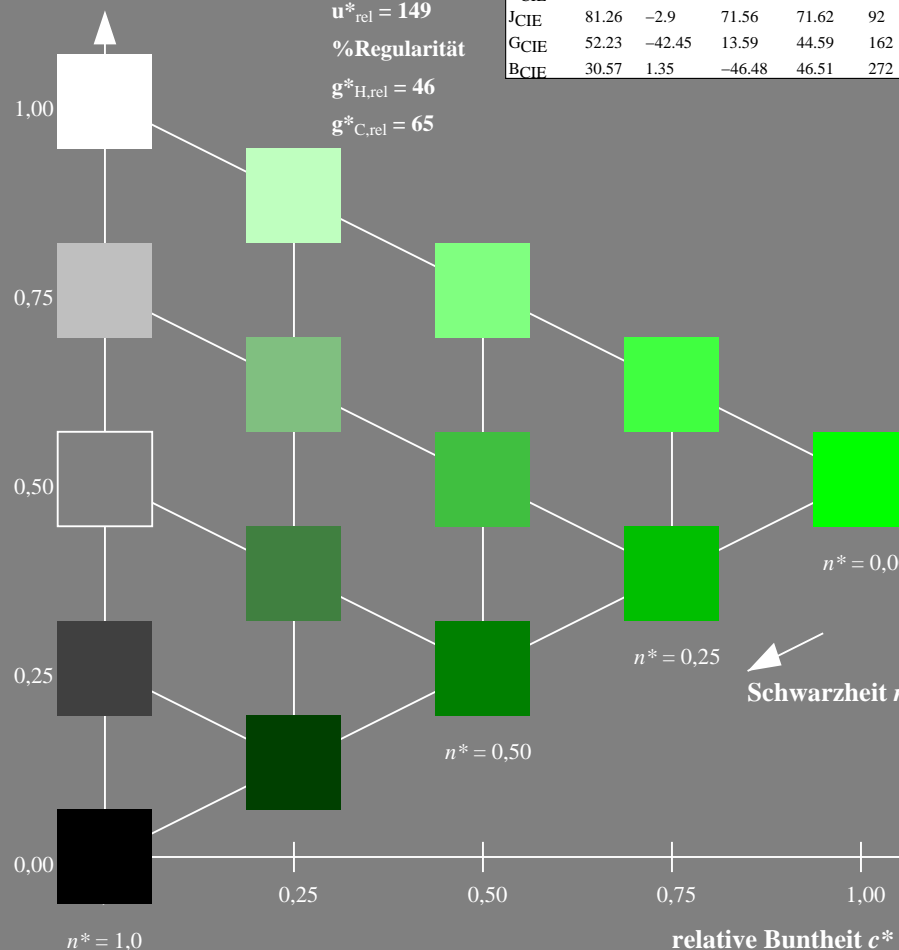 u*rel = 149
%Regularität
g*H,rel = 46
g*C,rel = 65
CIE
JCIE 81.26 −2.9 71.56 71.62 92
GCIE 52.23 −42.45 13.59 44.59 162
BCIE 30.57 1.35 −46.48 46.51 272
1,00
0,75
0,50
n* = 0,0
0,25
n* = 0,25
Schwarzheit
n* = 0,50
0,00
0,25 0,50 0,75 1,00
n* = 1,0
relative Buntheit c*